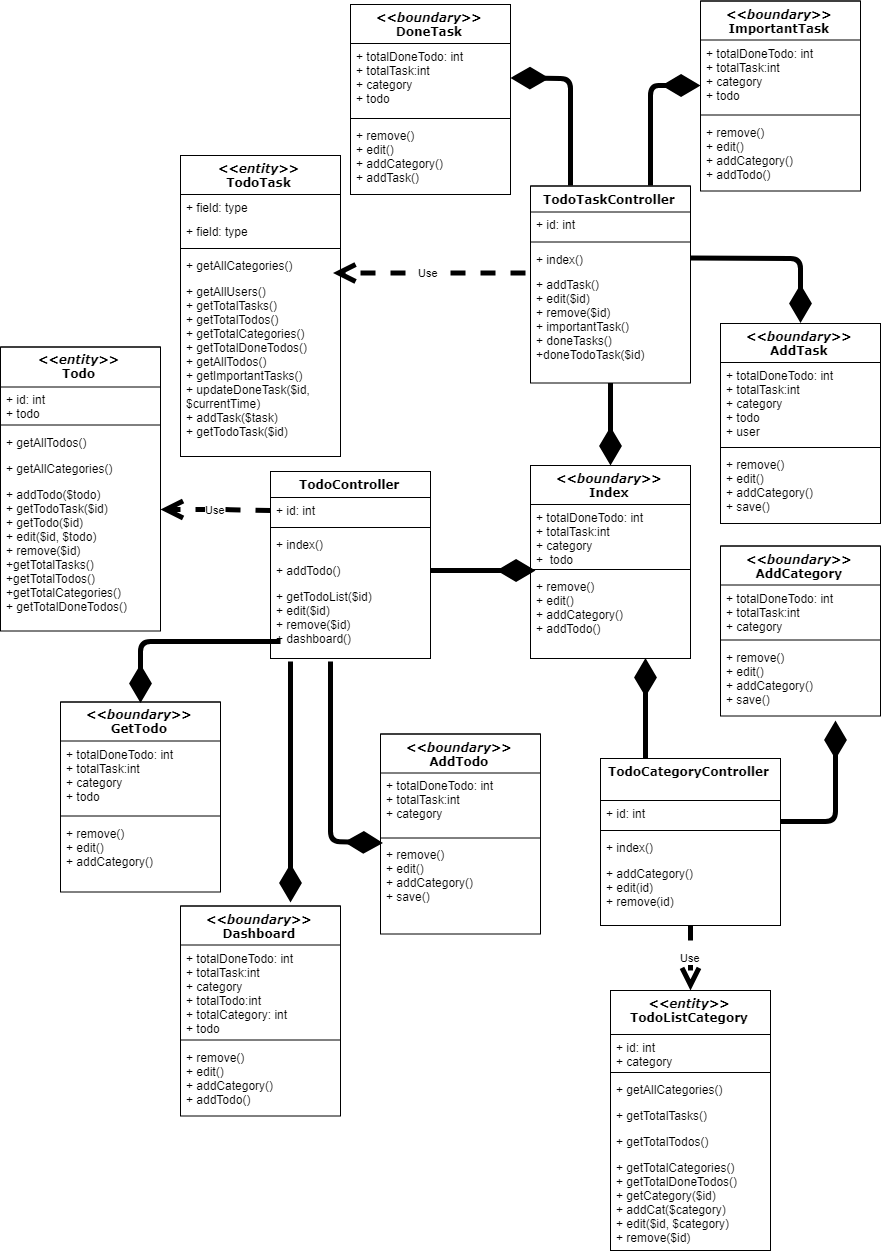 <<boundary>>
DoneTask
+ totalDoneTodo: int
+ totalTask:int
+ category
+ todo
+ remove()
+ edit()
+ addCategory()
+ addTask()
<<boundary>>
ImportantTask
+ totalDoneTodo: int
+ totalTask:int
+ category
+ todo
+ remove()
+ edit()
+ addCategory()
+ addTodo()
<<entity>>
TodoTask
+ field: type
+ field: type
+ getAllCategories()
+ getAllUsers()
+ getTotalTasks()
+ getTotalTodos()
+ getTotalCategories()
+ getTotalDoneTodos()
+ getAllTodos()
+ getImportantTasks()
+ updateDoneTask($id,
$currentTime)
+ addTask($task)
+ getTodoTask($id)
Use
TodoTaskController
+ id: int
+ index()
+ addTask()
+ edit($id)
+ remove($id)
+ importantTask()
+ doneTasks()
+doneTodoTask($id)
<<boundary>>
AddTask
+ totalDoneTodo: int
+ totalTask:int
+ category
+ todo
+ user
+ remove()
+ edit()
+ addCategory()
+ save()
<<entity>>
Todo
+ id: int
+ todo
+ getAllTodos()
+ getAllCategories()
+ addTodo($todo)
+ getTodoTask($id)
+ getTodo($id)
+ edit($id, $todo)
+ remove($id)
+getTotalTasks()
+getTotalTodos()
+getTotalCategories()
+ getTotalDoneTodos()
Use
TodoController
+ id: int
+ index()
+ addTodo()
+ getTodoList($id)
+ edit($id)
+ remove($id)
+ dashboard()
<<boundary>>
Index
+ totalDoneTodo: int
+ totalTask:int
+ category
+ todo
+ remove()
+ edit()
+ addCategory()
+ addTodo()
<<boundary>>
AddCategory
+ totalDoneTodo: int
+ totalTask:int
+ category
+ remove()
+ edit()
+ addCategory()
+ save()
<<boundary>>
GetTodo
+ totalDoneTodo: int
+ totalTask:int
+ category
+ todo
+ remove()
+ edit()
+ addCategory()
<<boundary>>
AddTodo
+ totalDoneTodo: int
+ totalTask:int
+ category
+ remove()
+ edit()
+ addCategory()
+ save()
TodoCategoryController
+ id: int
+ index()
+ addCategory()
+ edit(id)
+ remove(id)
<<boundary>>
Dashboard
+ totalDoneTodo: int
+ totalTask:int
+ category
+ totalTodo:int
+ totalCategory: int
+ todo
+ remove()
+ edit()
+ addCategory()
+ addTodo()
Use
<<entity>>
TodoListCategory
+ id: int
+ category
+ getAllCategories()
+ getTotalTasks()
+ getTotalTodos()
+ getTotalCategories()
+ getTotalDoneTodos()
+ getCategory($id)
+ addCat($category)
+ edit($id, $category)
+ remove($id)